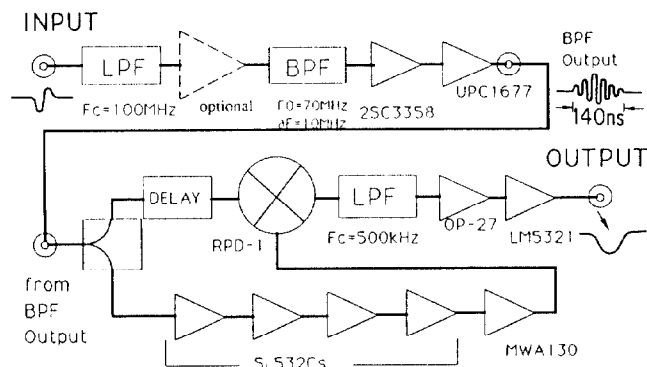 INPUT
LPF
optional
BPF
Fc=100MHz
F0=70MHz
dF=10MHz
2SC3358
UPC1677
BPF
Output
140ns
OUTPUT
DELAY
RPD-1
LPF
Fc=500kHz
OP-27
LM5321
from
BPF
Output
MWA130